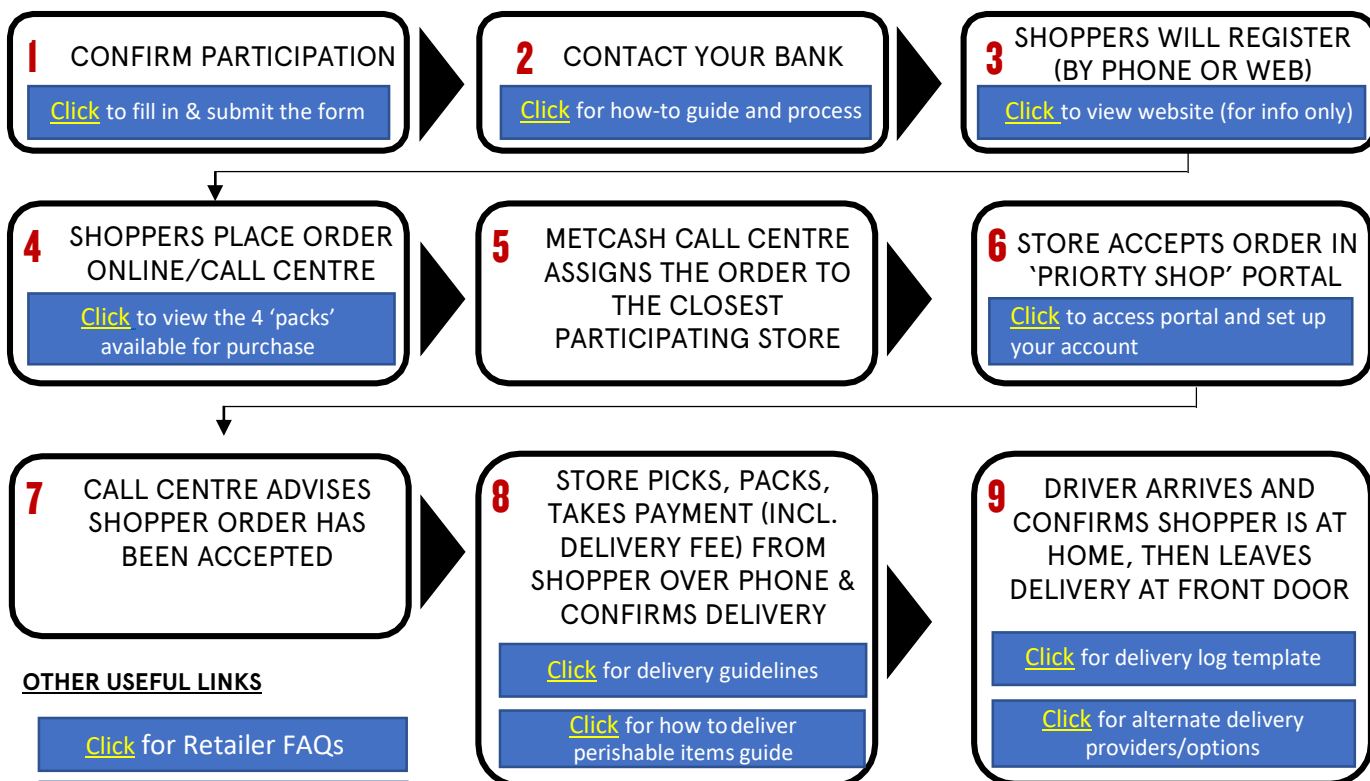 1 CONFIRM PARTICIPATION
Click to fill in & submit the form
2 CONTACT YOUR BANK
Click for how-to guide and process
3 SHOPPERS WILL REGISTER
(BY PHONE OR WEB)
Click to view website (for info only)
4 SHOPPERS PLACE ORDER
ONLINE/CALL CENTRE
Click to view the 4 ‘packs’
available for purchase
5 METCASH CALL CENTRE
ASSIGNS THE ORDER TO
THE CLOSEST
PARTICIPATING STORE
6 STORE ACCEPTS ORDER IN
‘PRIORTY SHOP’ PORTAL
Click to access portal and set up
your account
7 CALL CENTRE ADVISES
SHOPPER ORDER HAS
BEEN ACCEPTED
8 STORE PICKS, PACKS,
TAKES PAYMENT (INCL.
DELIVERY FEE) FROM
SHOPPER OVER PHONE &
CONFIRMS DELIVERY
Click for delivery guidelines
Click for how to deliver
perishable items guide
9 DRIVER ARRIVES AND
CONFIRMS SHOPPER IS AT
HOME, THEN LEAVES
DELIVERY AT FRONT DOOR
Click for delivery log template
Click for alternate delivery
providers/options
OTHER USEFUL LINKS
Click for Retailer FAQs